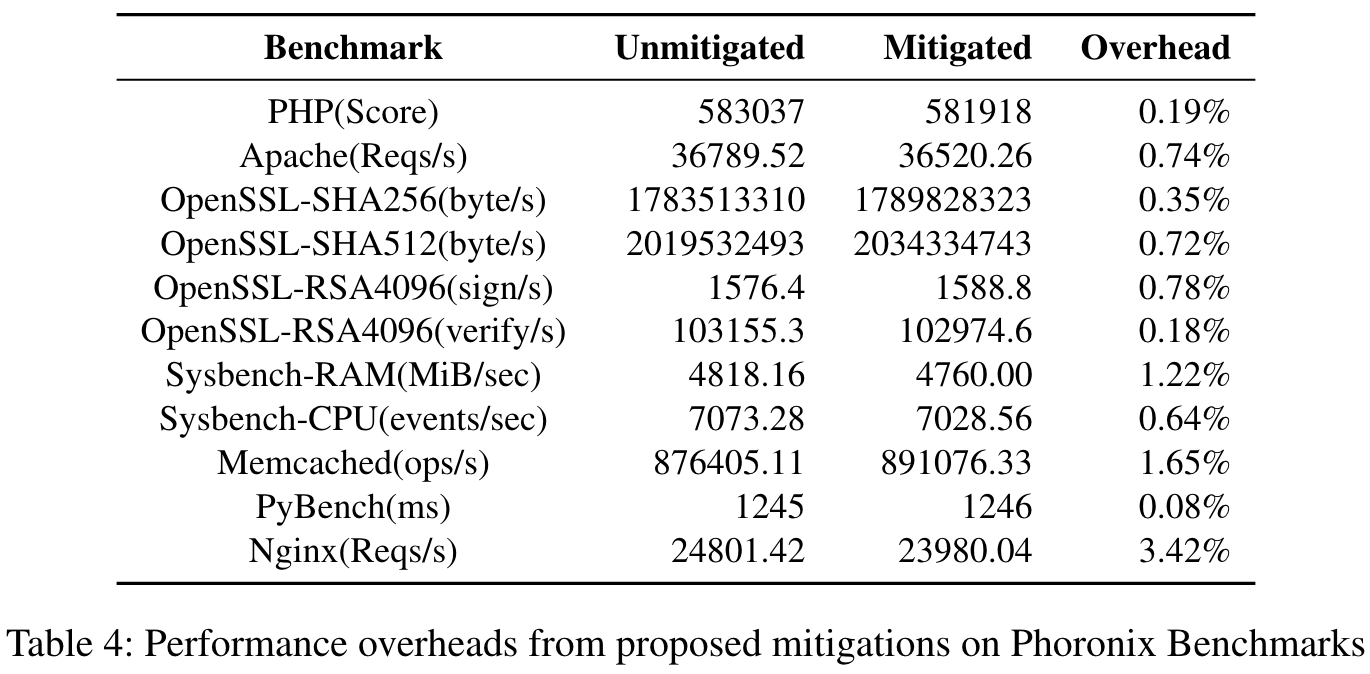 Benchmark Unmitigated Mitigated Overhead
PHP(Score) 583037 581918 0.19%
Apache(Reqs/s) 36789.52 36520.26 0.74%
OpenSSL-SHA256(byte/s) 1783513310 1789828323 0.35%
OpenSSL-SHA512(byte/s) 2019532493 2034334743 0.72%
OpenSSL-RSA4096(sign/s) 1576.4 1588.8 0.78%
OpenSSL-RSA4096(verify/s) 103155.3 102974.6 0.18%
Sysbench-RAM(MiB/sec) 4818.16 4760.00 1.22%
Sysbench-CPU(events/sec) 7073.28 7028.56 0.64%
Memcached(ops/s) 876405.11 891076.33 1.65%
PyBench(ms) 1245 1246 0.08%
Nginx(Reqs/s) 24801.42 23980.04 3.42%
Table 4: Performance overheads from proposed mitigations on Phoronix Benchmarks